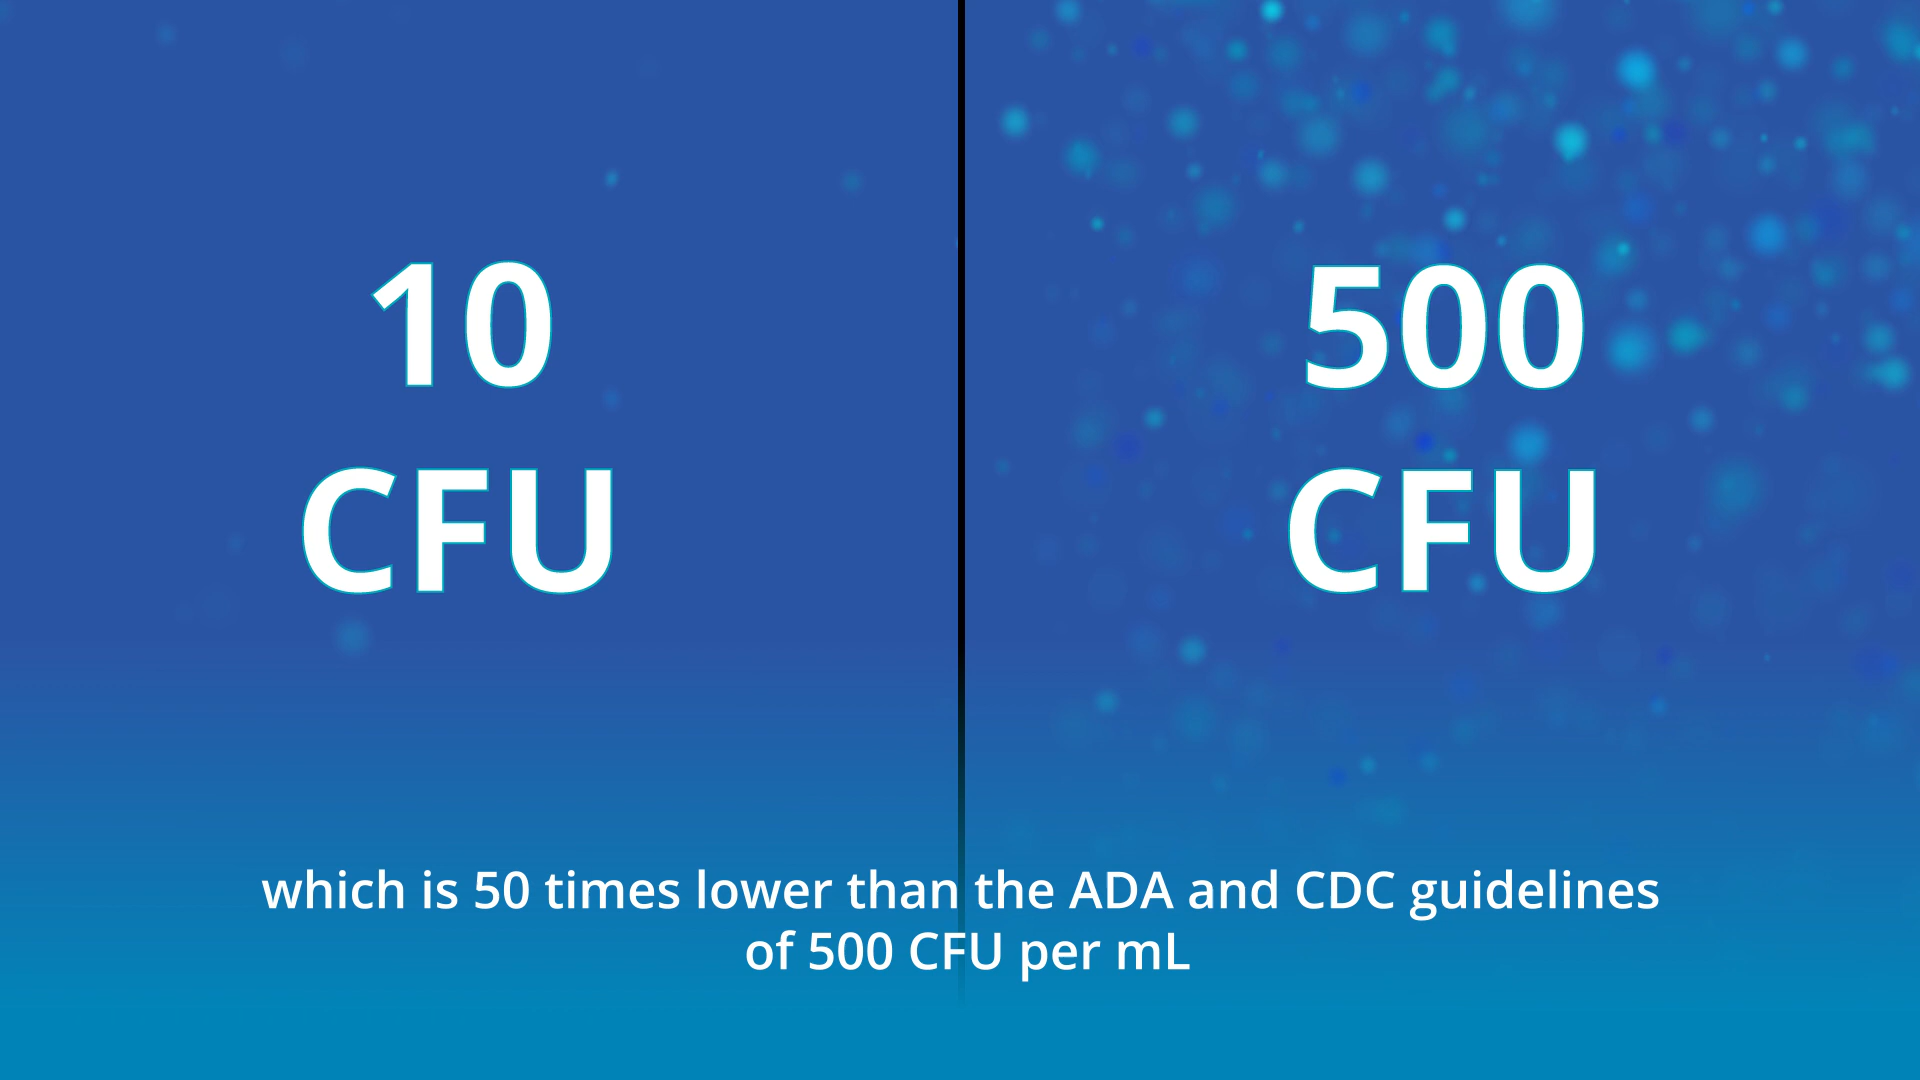 10
CFU
500
CFU
which is 50 times lower than the ADA and CDC guidelines
of 500 CFU per mL